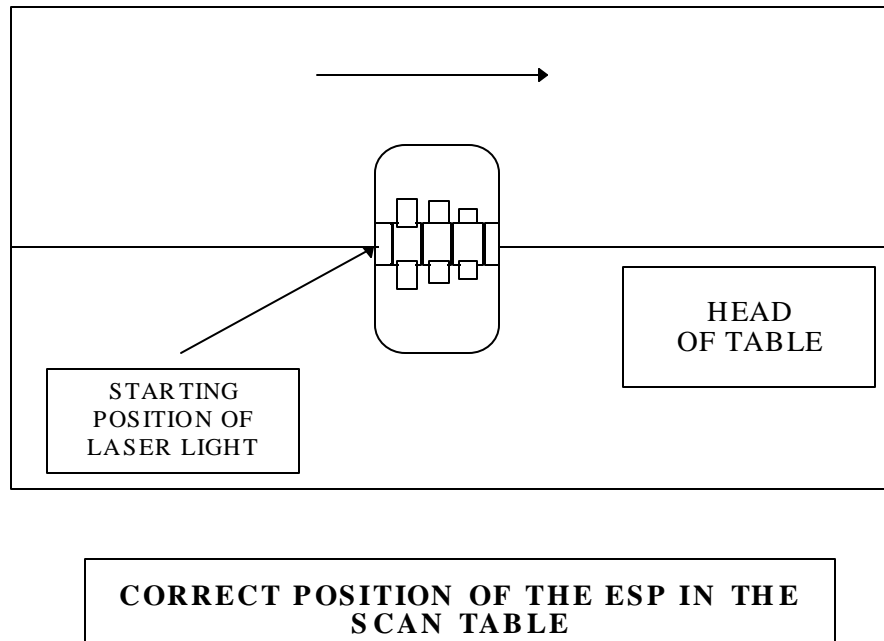 HEAD
OF TABLE
STARTING
POSITION OF
LASER LIGHT
CORRECT POSITION OF THE ESP IN THE
SCAN TABLE